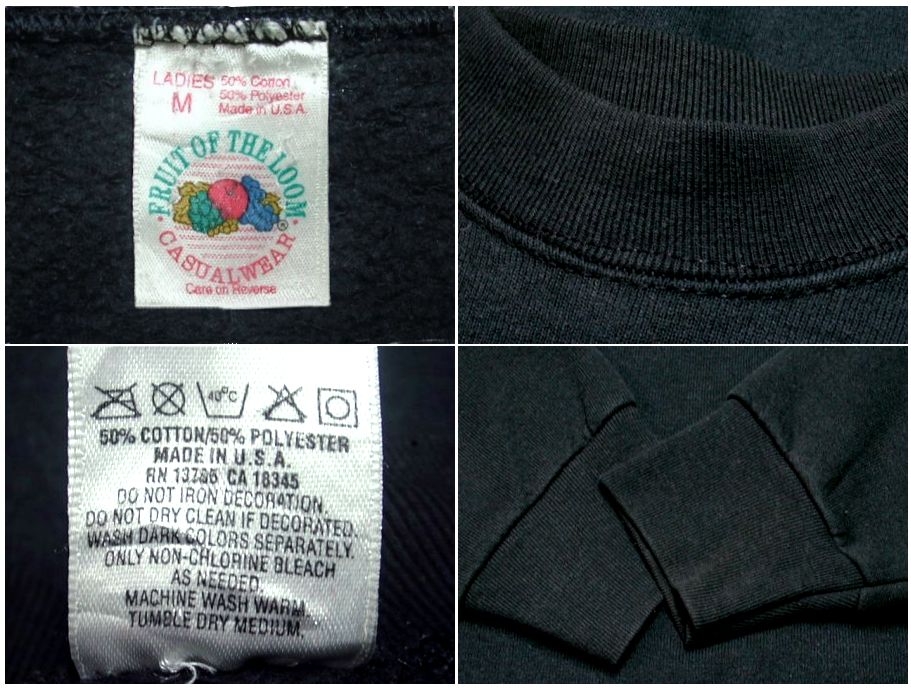 LADIES 50% Cotton
M 50% Polyester
Made in U.S.A.
FRUIT OF THE LOOM
®
CASUALWEAR
Care on Reverse
40°C
50% COTTON/50% POLYESTER
MADE IN U.S.A.
RN CA 18345
DO NOT IRON DECORATION
DO NOT DRY CLEAN IF DECORATED.
WASH DARK COLORS SEPARATELY.
ONLY NON-CHLORINE BLEACH
AS NEEDED.
MACHINE WASH WARM,
TUMBLE DRY MEDIUM.